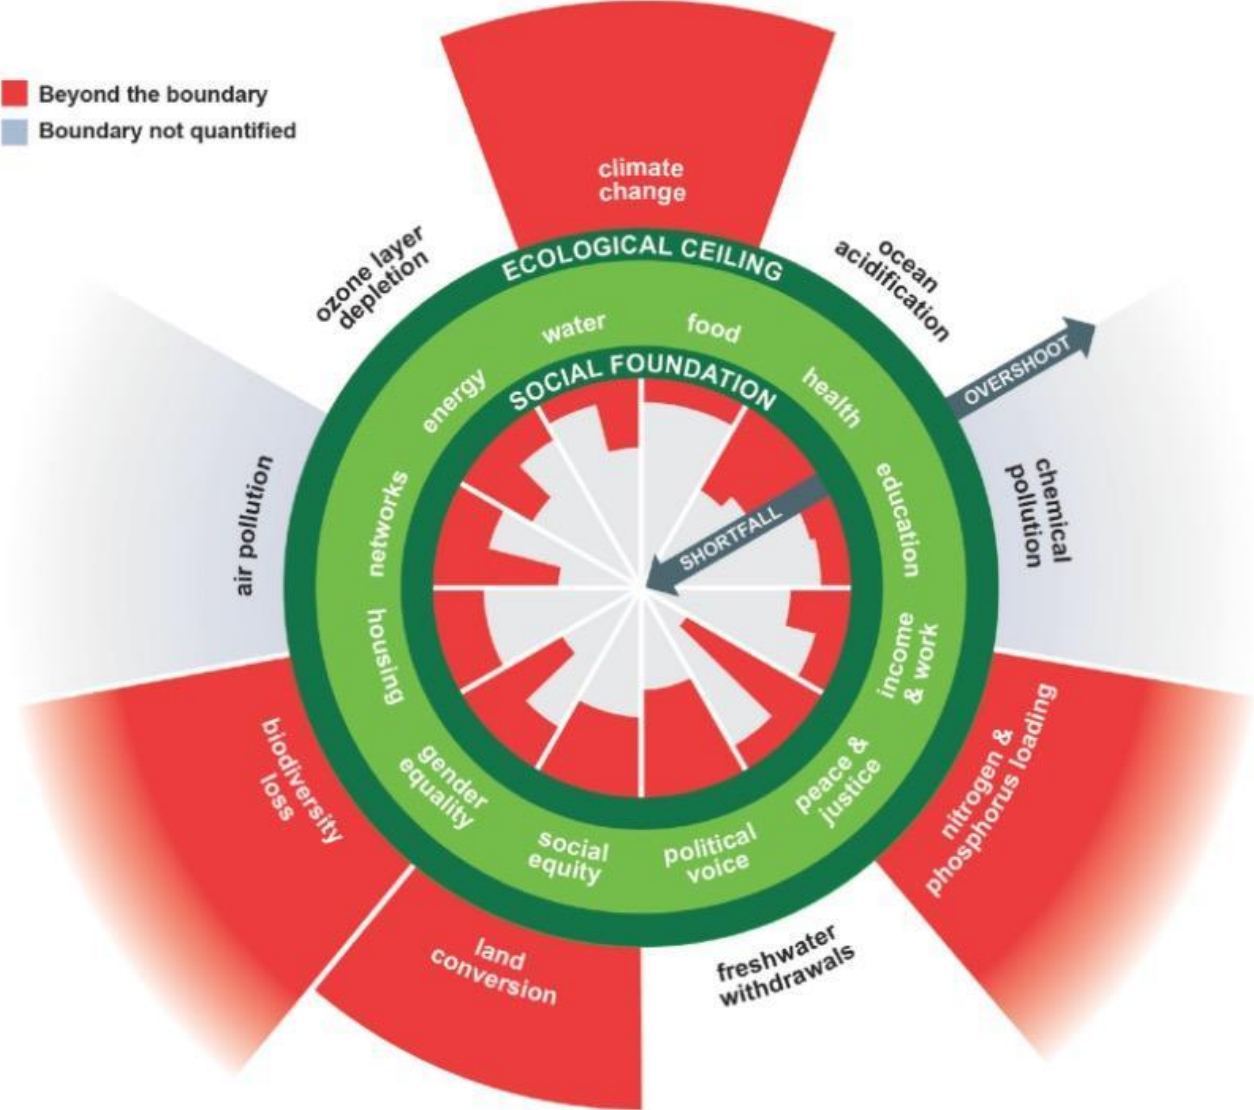 Beyond the boundary
Boundary not quantified
climate
change
ozone layer
depletion
ocean
acidification
ECOLOGICAL CEILING
water
food
energy
health
SOCIAL FOUNDATION
OVERSHOOT
networks
education
air pollution
chemical
pollution
SHORTFALL
housing
income
& work
biodiversity
loss
nitrogen &
phosphorus loading
gender
equality
peace &
justice
social
equity
political
voice
land
conversion
freshwater
withdrawals